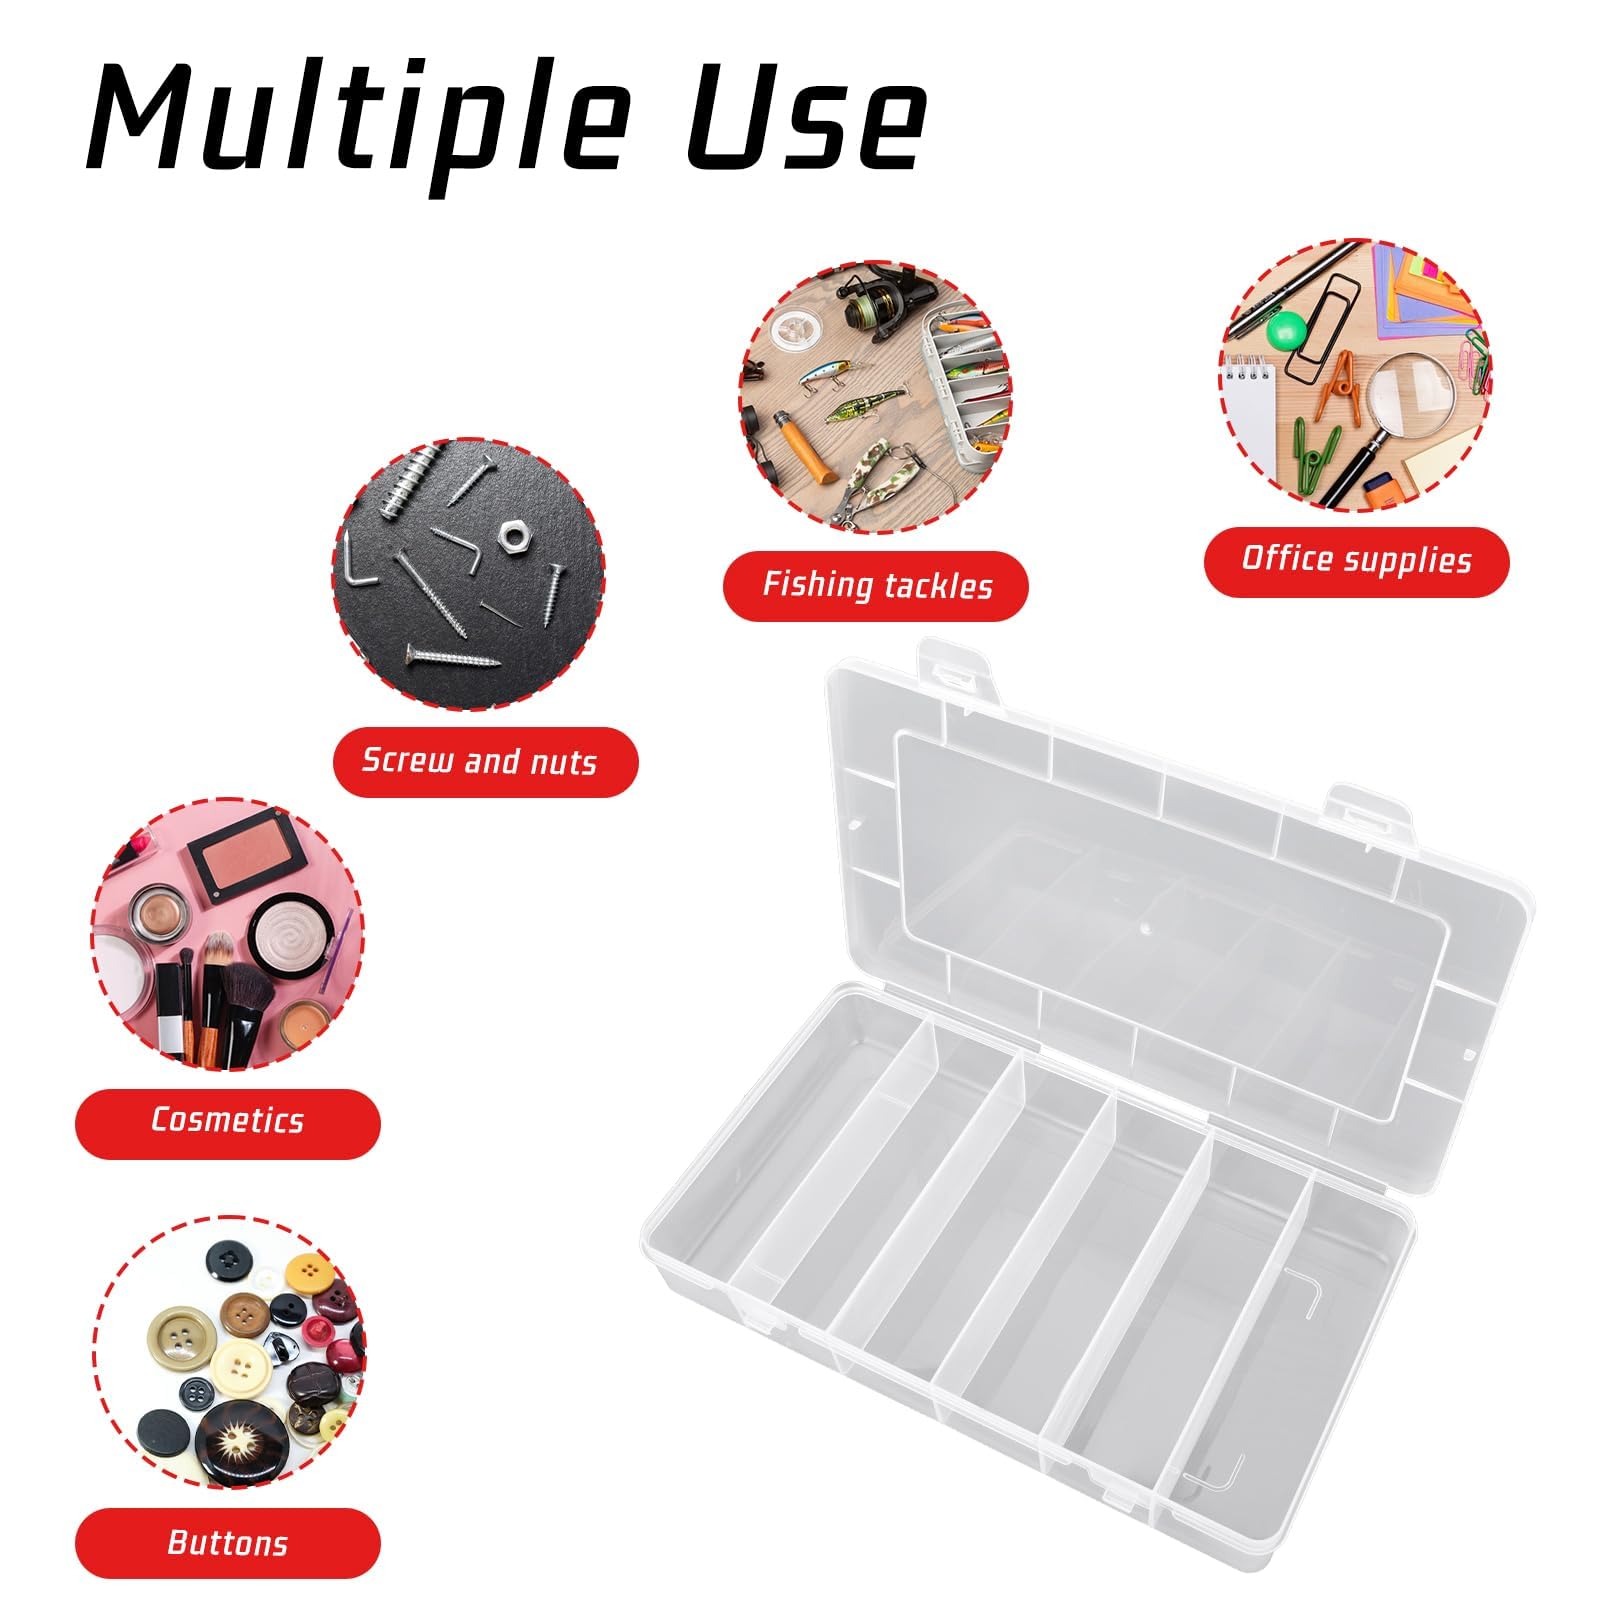 Multiple Use
Fishing tackles
Office supplies
Screw and nuts
Cosmetics
Buttons